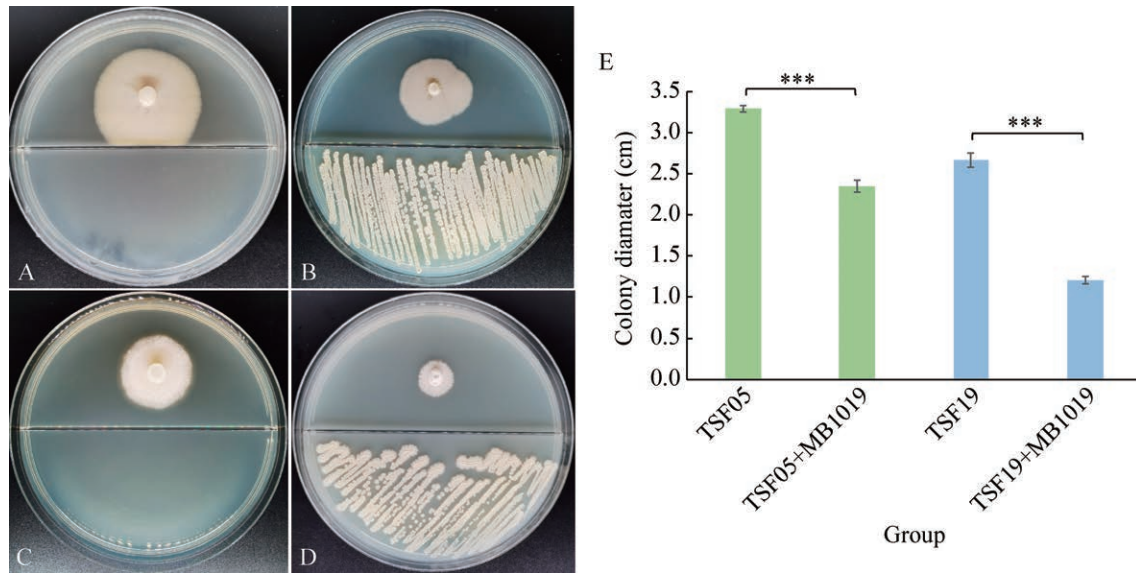 A
B
C
D
E
***
***
3.5
3.0
2.5
2.0
1.5
1.0
0.5
0.0
Colony diamater (cm)
TSF05
TSF05+MB1019
TSF19
TSF19+MB1019
Group